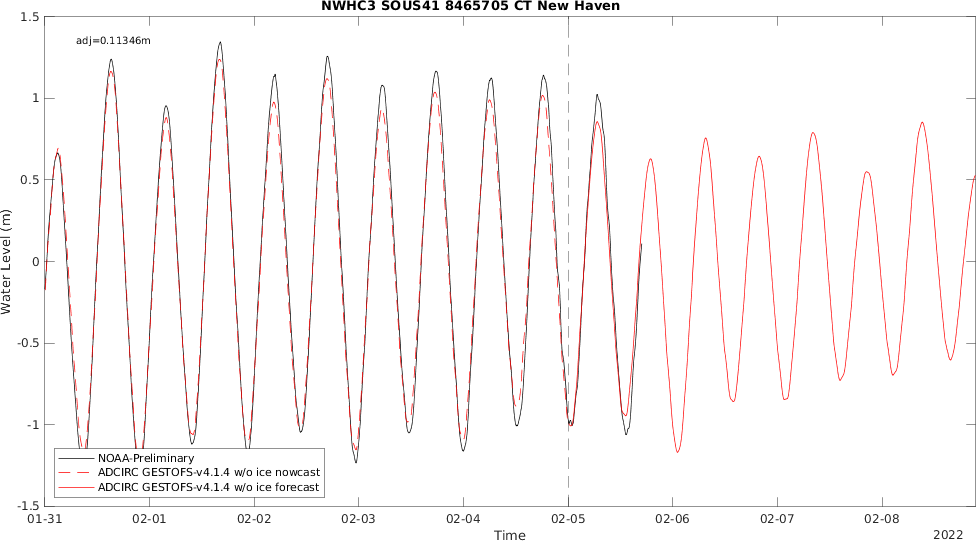 NWHC3 SOUS41 8465705 CT New Haven
adj=0.11346m
1.5
1
0.5
0
-0.5
-1
-1.5
Water Level (m)
NOAA-Preliminary
ADCIRC GESTOFS-v4.1.4 w/o ice nowcast
ADCIRC GESTOFS-v4.1.4 w/o ice forecast
01-31 02-01 02-02 02-03 02-04 02-05 02-06 02-07 02-08
Time
2022